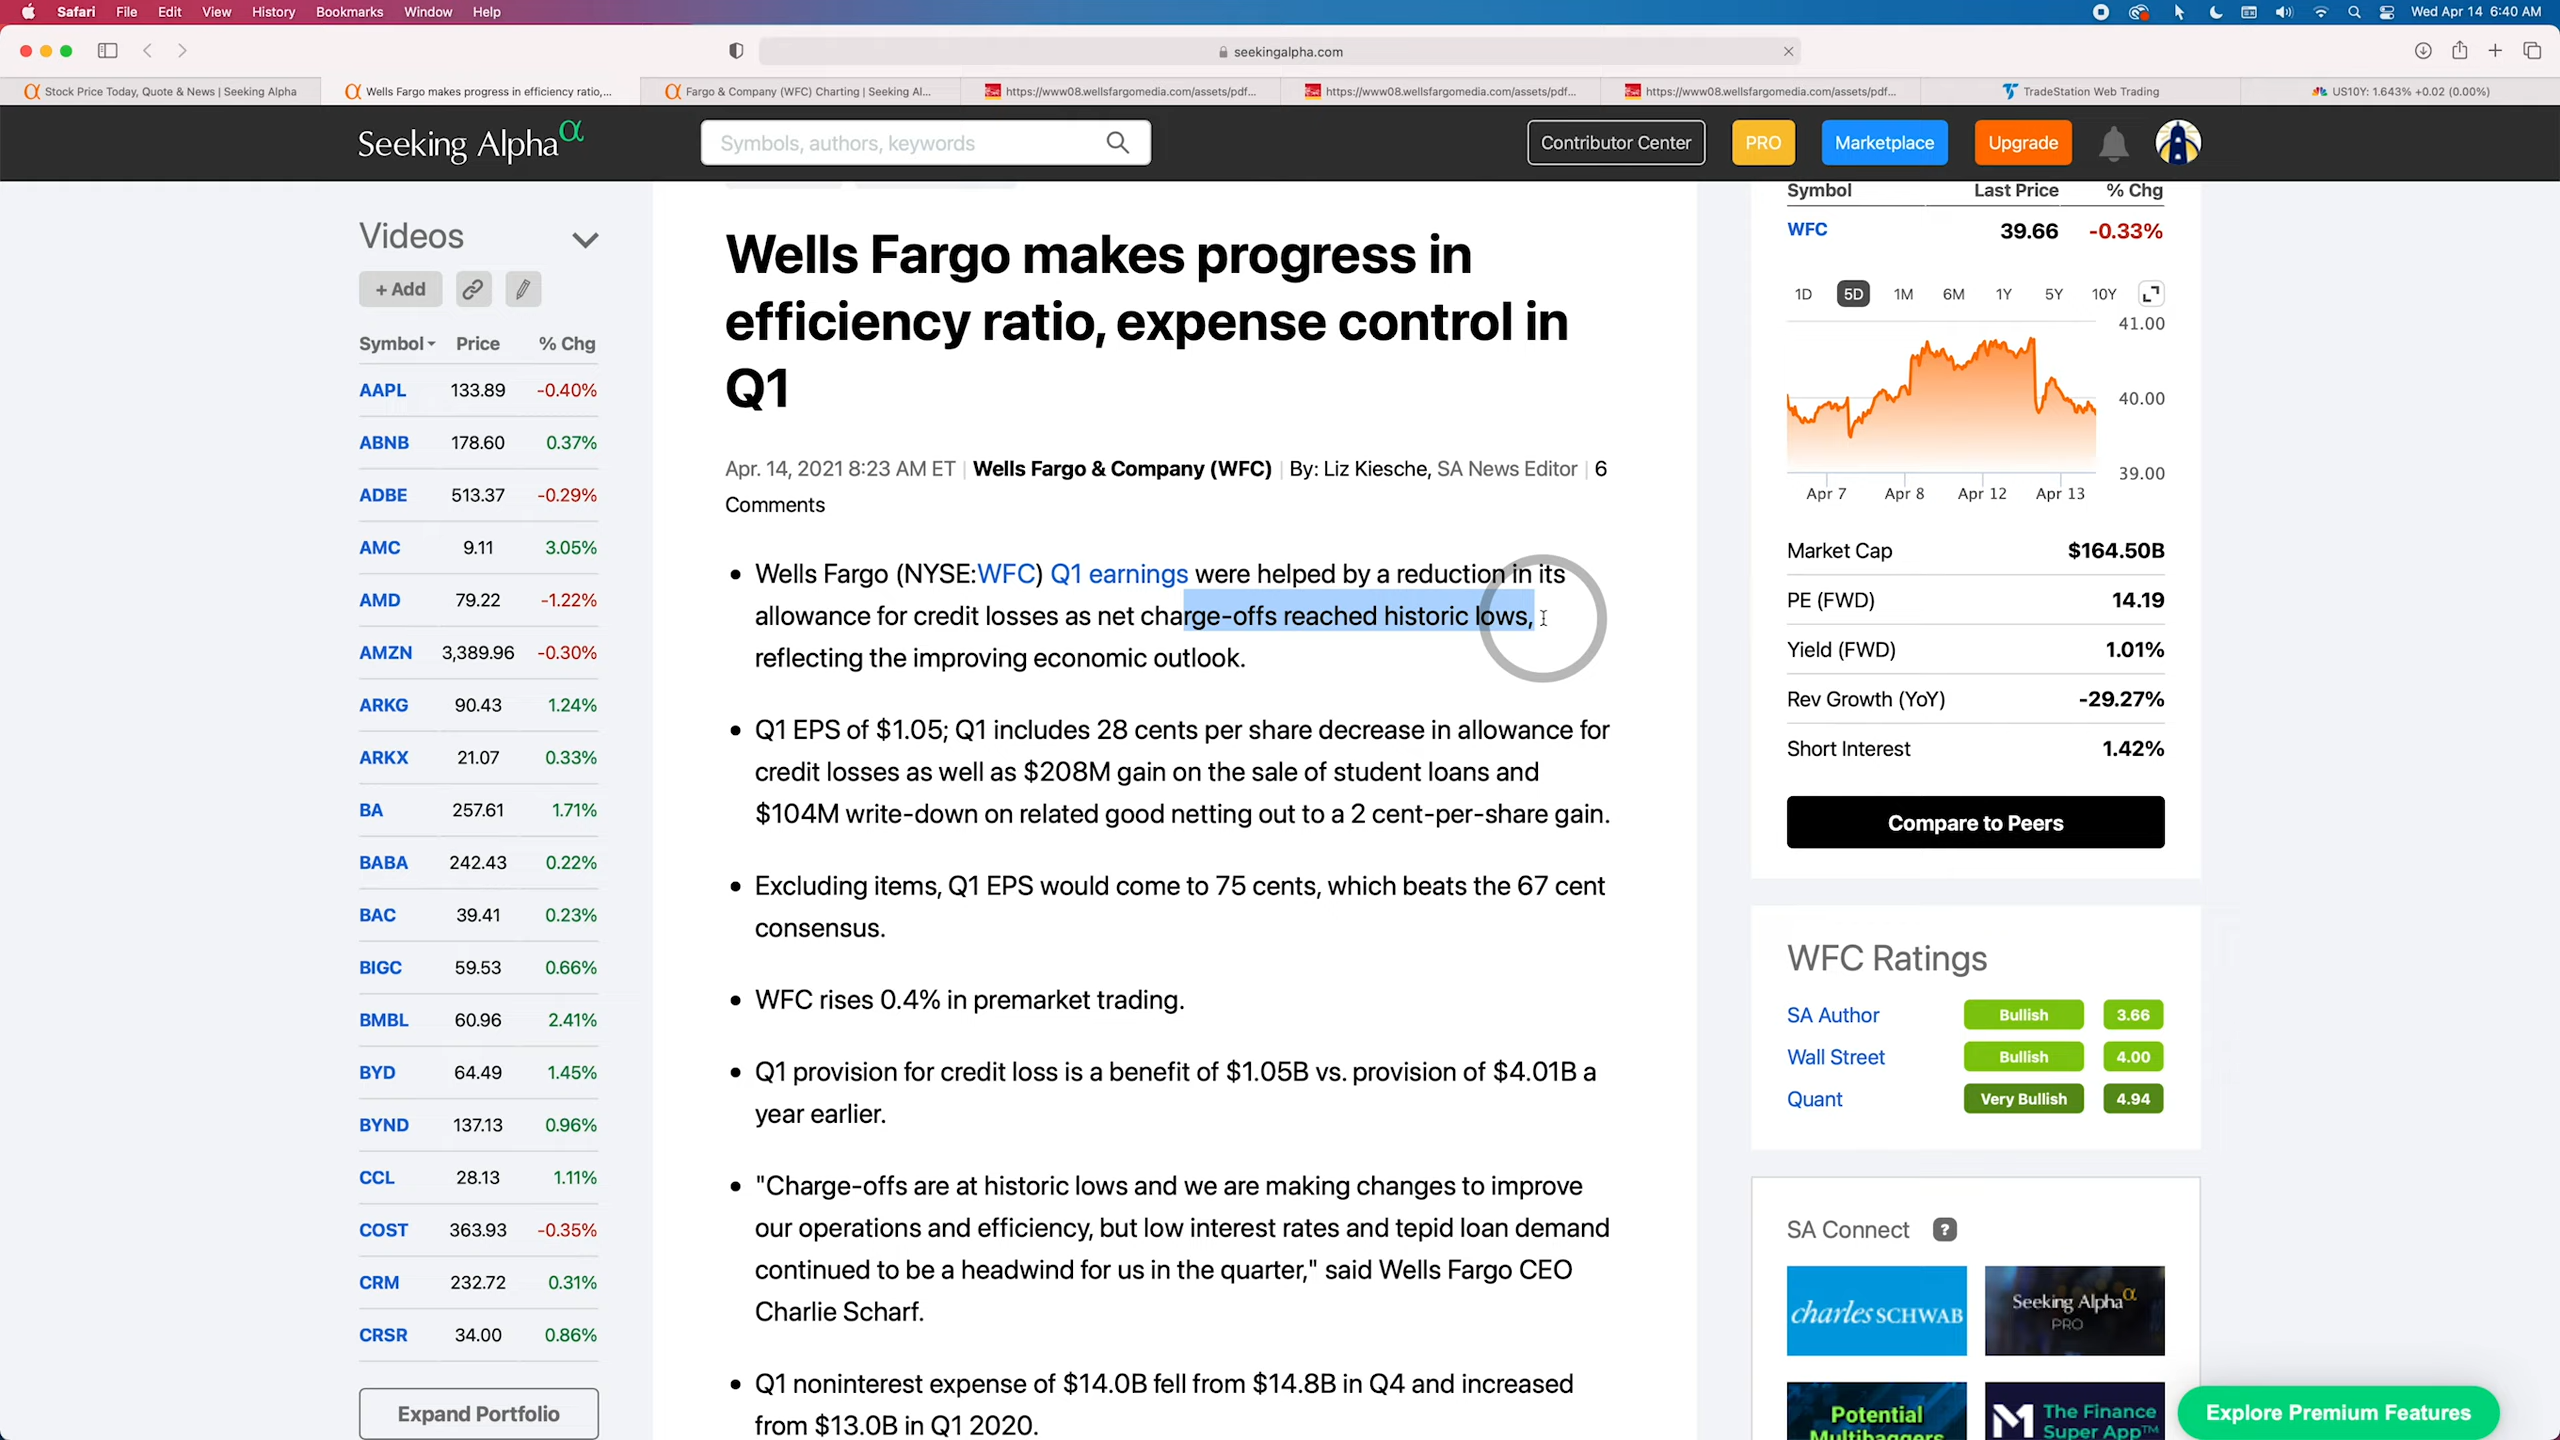 Safari File Edit View History Bookmarks Window Help
Wed Apr 14 6:40 AM
seekingalpha.com
Stock Price Today, Quote & News | Seeking Alpha
Wells Fargo makes progress in efficiency ratio,...
Fargo & Company (WFC) Charting | Seeking Al...
https://www08.wellsfargomedia.com/assets/pdf...
https://www08.wellsfargomedia.com/assets/pdf...
https://www08.wellsfargomedia.com/assets/pdf...
TradeStation Web Trading
US10Y: 1.643% +0.02 (0.00%)
Seeking Alpha α
Symbols, authors, keywords
Contributor Center
PRO
Marketplace
Upgrade
Videos
+ Add
Symbol Price % Chg
AAPL 133.89 -0.40%
ABNB 178.60 0.37%
ADBE 513.37 -0.29%
AMC 9.11 3.05%
AMD 79.22 -1.22%
AMZN 3,389.96 -0.30%
ARKG 90.43 1.24%
ARKX 21.07 0.33%
BA 257.61 1.71%
BABA 242.43 0.22%
BAC 39.41 0.23%
BIGC 59.53 0.66%
BMBL 60.96 2.41%
BYD 64.49 1.45%
BYND 137.13 0.96%
CCL 28.13 1.11%
COST 363.93 -0.35%
CRM 232.72 0.31%
CRSR 34.00 0.86%
Expand Portfolio
Wells Fargo makes progress in
efficiency ratio, expense control in
Q1
Apr. 14, 2021 8:23 AM ET | Wells Fargo & Company (WFC) | By: Liz Kiesche, SA News Editor | 6
Comments
• Wells Fargo (NYSE:WFC) Q1 earnings were helped by a reduction in its
allowance for credit losses as net charge-offs reached historic lows,
reflecting the improving economic outlook.
• Q1 EPS of $1.05; Q1 includes 28 cents per share decrease in allowance for
credit losses as well as $208M gain on the sale of student loans and
$104M write-down on related good netting out to a 2 cent-per-share gain.
• Excluding items, Q1 EPS would come to 75 cents, which beats the 67 cent
consensus.
• WFC rises 0.4% in premarket trading.
• Q1 provision for credit loss is a benefit of $1.05B vs. provision of $4.01B a
year earlier.
• "Charge-offs are at historic lows and we are making changes to improve
our operations and efficiency, but low interest rates and tepid loan demand
continued to be a headwind for us in the quarter," said Wells Fargo CEO
Charlie Scharf.
• Q1 noninterest expense of $14.0B fell from $14.8B in Q4 and increased
from $13.0B in Q1 2020.
Symbol Last Price % Chg
WFC 39.66 -0.33%
1D 5D 1M 6M 1Y 5Y 10Y
41.00
40.00
39.00
Apr 7 Apr 8 Apr 12 Apr 13
Market Cap $164.50B
PE (FWD) 14.19
Yield (FWD) 1.01%
Rev Growth (YoY) -29.27%
Short Interest 1.42%
Compare to Peers
WFC Ratings
SA Author Bullish 3.66
Wall Street Bullish 4.00
Quant Very Bullish 4.94
SA Connect ?
charles SCHWAB
Seeking Alpha α
PRO
Potential
Multibaggers
M The Finance
Super App™
Explore Premium Features